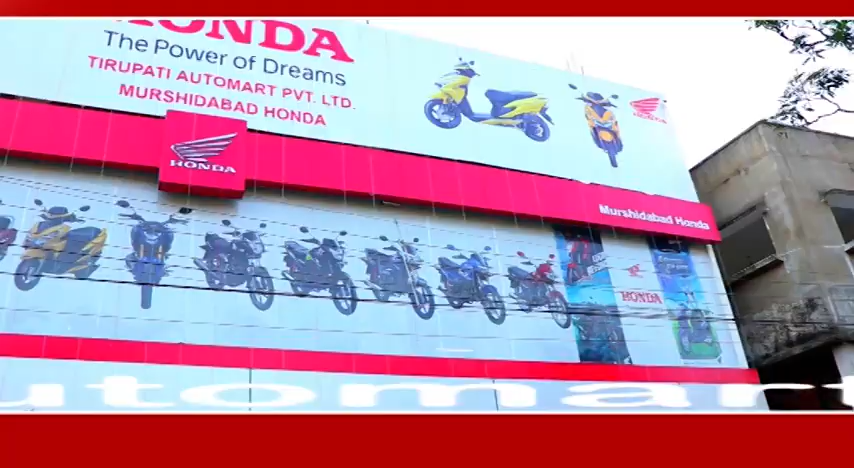 HONDA
The Power of Dreams
TIRUPATI AUTOMART PVT. LTD.
MURSHIDABAD HONDA
HONDA
HONDA
Murshidabad Honda
HONDA
utomart